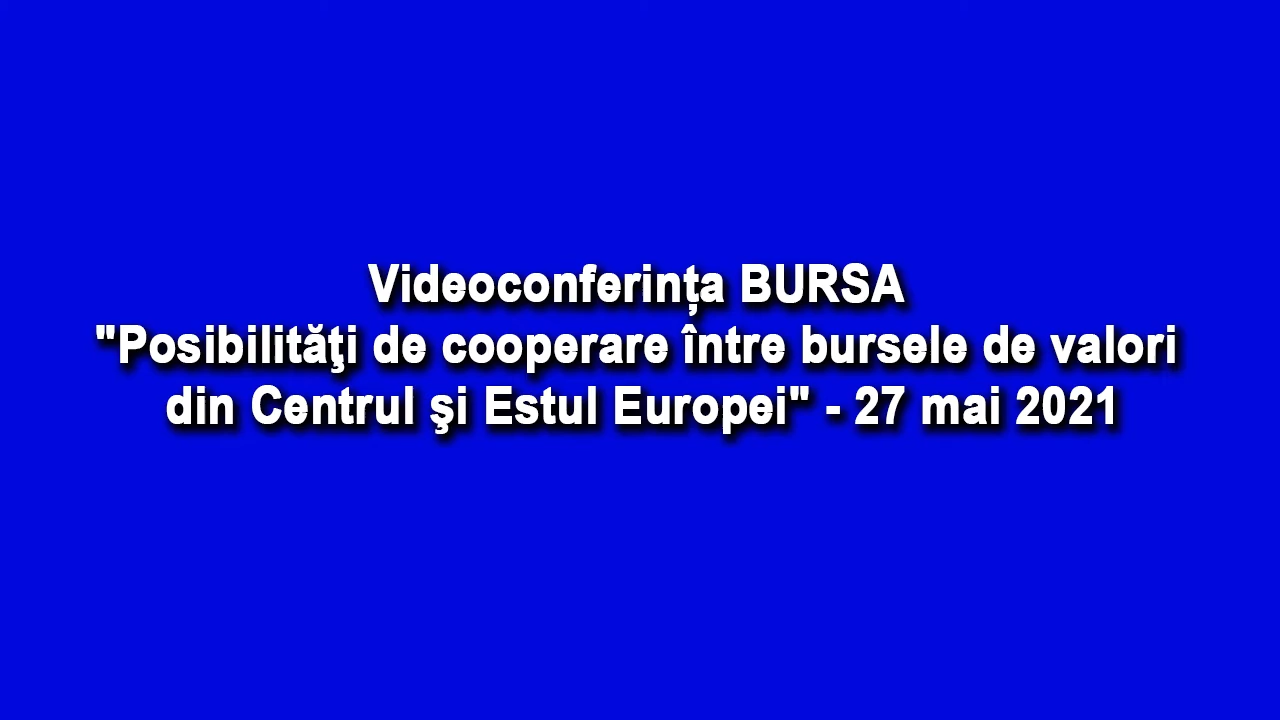 Videoconferința BURSA
"Posibilităţi de cooperare între bursele de valori
din Centrul şi Estul Europei" - 27 mai 2021